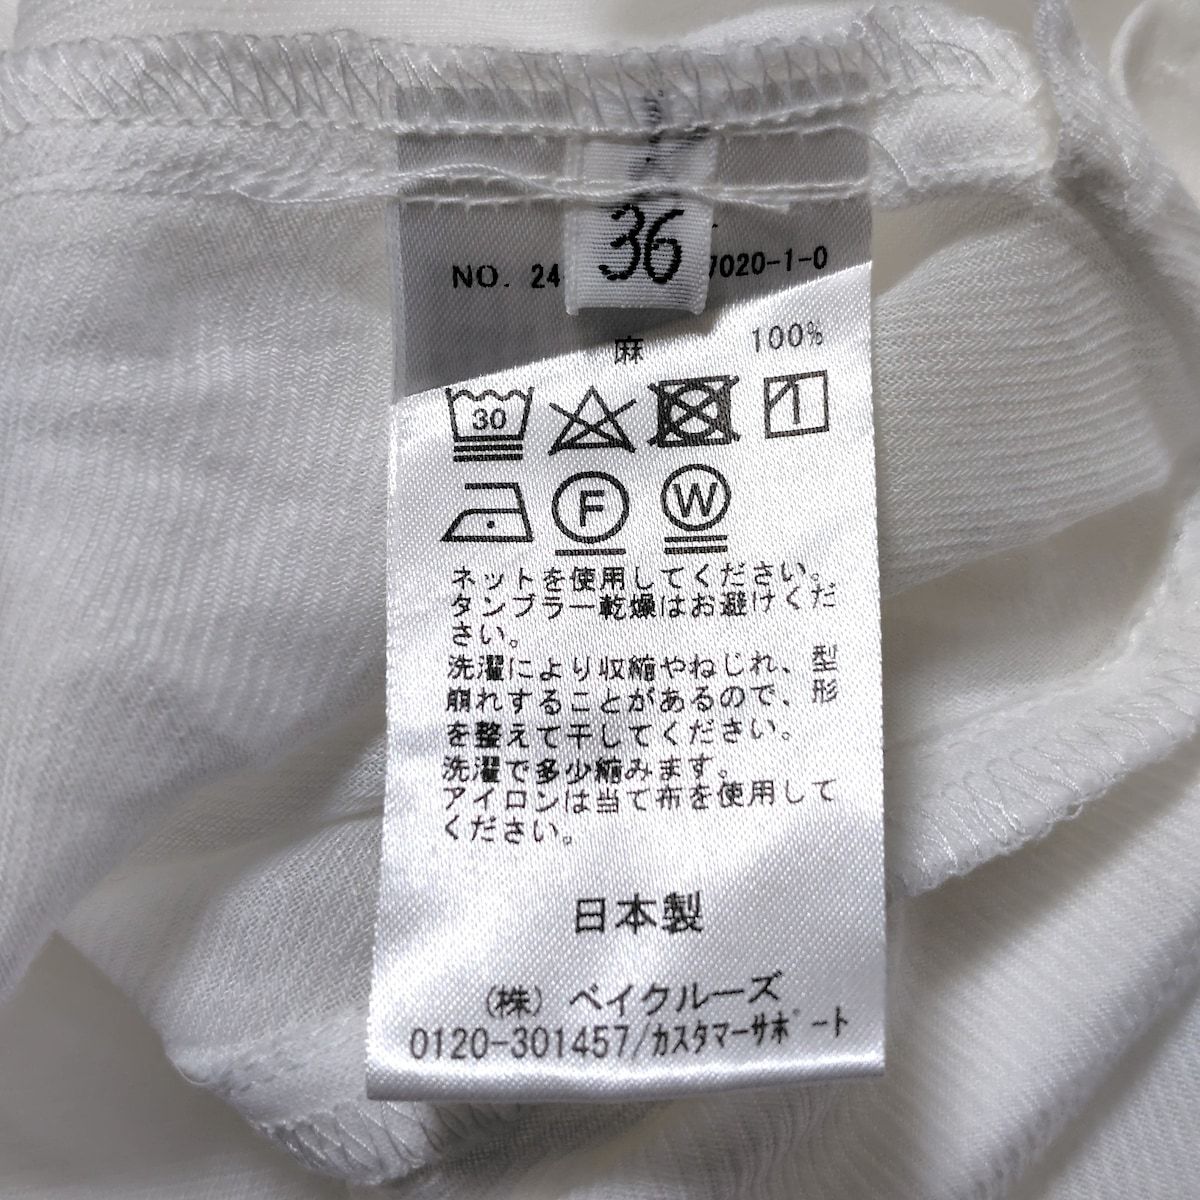 36
NO. 24 7020-1-0
麻 100%
30
F W
ネットを使用してください。
タンブラー乾燥はお避けくだ
さい。
洗濯により収縮やねじれ、型
崩れすることがあるので、形
を整えて干してください。
洗濯で多少縮みます。
アイロンは当て布を使用して
ください。
日本製
(株) ベイクルーズ
0120-301457/カスタマーサポート